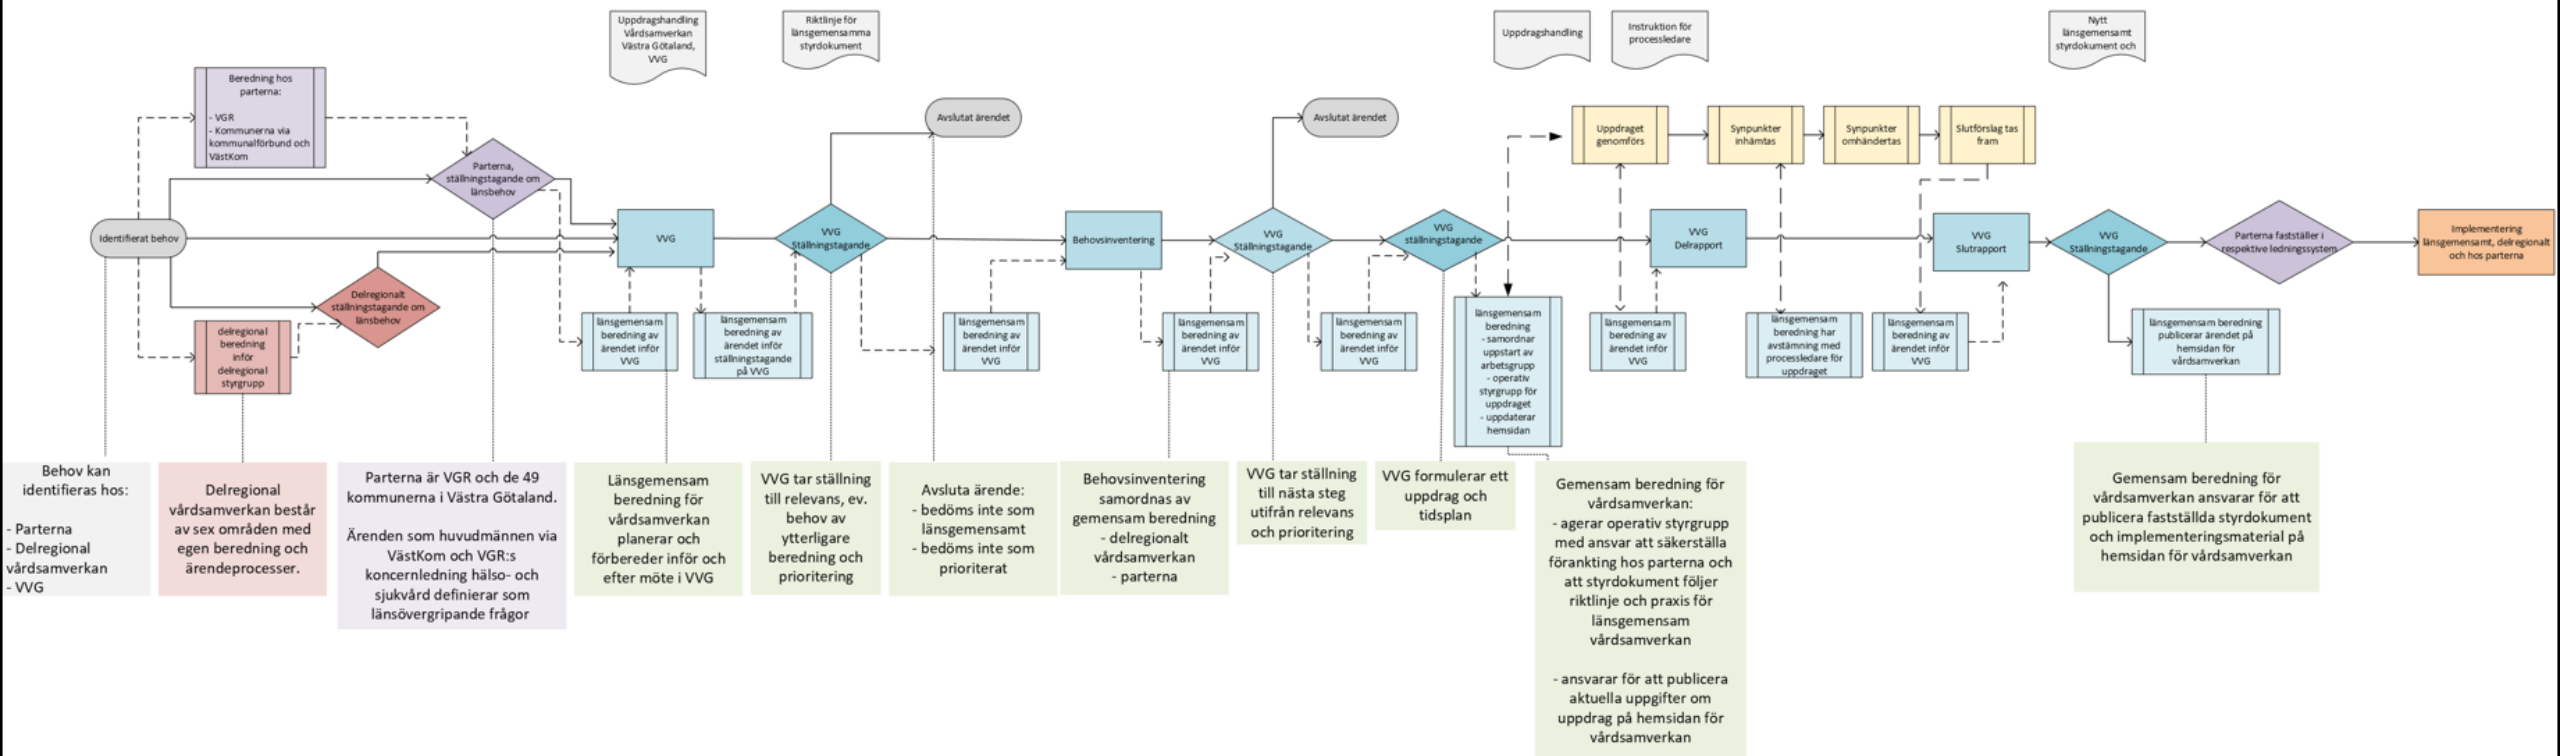 Uppdragshandling
Vårdsamverkan
Västra Götaland,
VVG
Riktlinje för
länsgemensamma
styrdokument
Uppdragshandling
Instruktion för
processledare
Nytt
länsgemensamt
styrdokument och
Beredning hos
parterna:
- VGR
- Kommunerna via
kommunalförbund och
VästKom
Avslutat ärendet
Avslutat ärendet
Uppdraget
genomförs
Synpunkter
inhämtas
Synpunkter
omhändertas
Slutförslag tas
fram
Parterna,
ställningstagande om
länsbehov
Identifierat behov
VVG
VVG
Ställningstagande
Behovsinventering
VVG
Ställningstagande
VVG
ställningstagande
VVG
Delrapport
VVG
Slutrapport
VVG
Ställningstagande
Parterna fastställer i
respektive ledningssystem
Implementering
länsgemensamt, delregionalt
och hos parterna
Delregionalt
ställningstagande om
länsbehov
delregional
beredning
inför
delregional
styrgrupp
länsgemensam
beredning av
ärendet inför
VVG
länsgemensam
beredning av
ärendet inför
ställningstagande
på VVG
länsgemensam
beredning av
ärendet inför
VVG
länsgemensam
beredning av
ärendet inför
VVG
länsgemensam
beredning av
ärendet inför
VVG
länsgemensam
beredning
- samordnar
uppstart av
arbetsgrupp
- operativ
styrgrupp för
uppdraget
- uppdaterar
hemsidan
länsgemensam
beredning av
ärendet inför
VVG
länsgemensam
beredning har
avstämning med
processledare för
uppdraget
länsgemensam
beredning av
ärendet inför
VVG
länsgemensam beredning
publicerar ärendet på
hemsidan för
vårdsamverkan
Behov kan
identifieras hos:
- Parterna
- Delregional
vårdsamverkan
- VVG
Delregional
vårdsamverkan består
av sex områden med
egen beredning och
ärendeprocesser.
Parterna är VGR och de 49
kommunerna i Västra Götaland.
Ärenden som huvudmännen via
VästKom och VGR:s
koncernledning hälso- och
sjukvård definierar som
länsövergripande frågor
Länsgemensam
beredning för
vårdsamverkan
planerar och
förbereder inför och
efter möte i VVG
VVG tar ställning
till relevans, ev.
behov av
ytterligare
beredning och
prioritering
Avsluta ärende:
- bedöms inte som
länsgemensamt
- bedöms inte som
prioriterat
Behovsinventering
samordnas av
gemensam beredning
- delregionalt
vårdsamverkan
- parterna
VVG tar ställning
till nästa steg
utifrån relevans
och prioritering
VVG formulerar ett
uppdrag och
tidsplan
Gemensam beredning för
vårdsamverkan:
- agerar operativ styrgrupp
med ansvar att säkerställa
förankting hos parterna och
att styrdokument följer
riktlinje och praxis för
länsgemensam
vårdsamverkan
- ansvarar för att publicera
aktuella uppgifter om
uppdrag på hemsidan för
vårdsamverkan
Gemensam beredning för
vårdsamverkan ansvarar för att
publicera fastställda styrdokument
och implementeringsmaterial på
hemsidan för vårdsamverkan